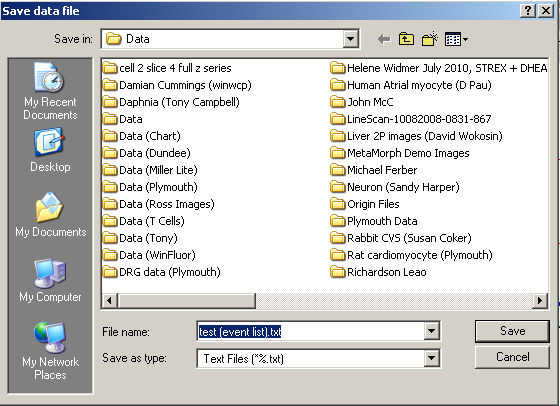 Save data file
Save in: Data
My Recent Documents
Desktop
My Documents
My Computer
My Network Places
cell 2 slice 4 full z series
Damian Cummings (winwcp)
Daphnia (Tony Campbell)
Data
Data (Chart)
Data (Dundee)
Data (Miller Lite)
Data (Plymouth)
Data (Ross Images)
Data (T Cells)
Data (Tony)
Data (WinFluor)
DRG data (Plymouth)
Helene Widmer July 2010, STREX + DHEA
Human Atrial myocyte (D Pau)
John McC
LineScan-10082008-0831-867
Liver 2P images (David Wokosin)
MetaMorph Demo Images
Michael Ferber
Neuron (Sandy Harper)
Origin Files
Plymouth Data
Rabbit CVS (Susan Coker)
Rat cardiomyocyte (Plymouth)
Richardson Leao
File name: test (event list).txt Save
Save as type: Text Files (*%.txt) Cancel